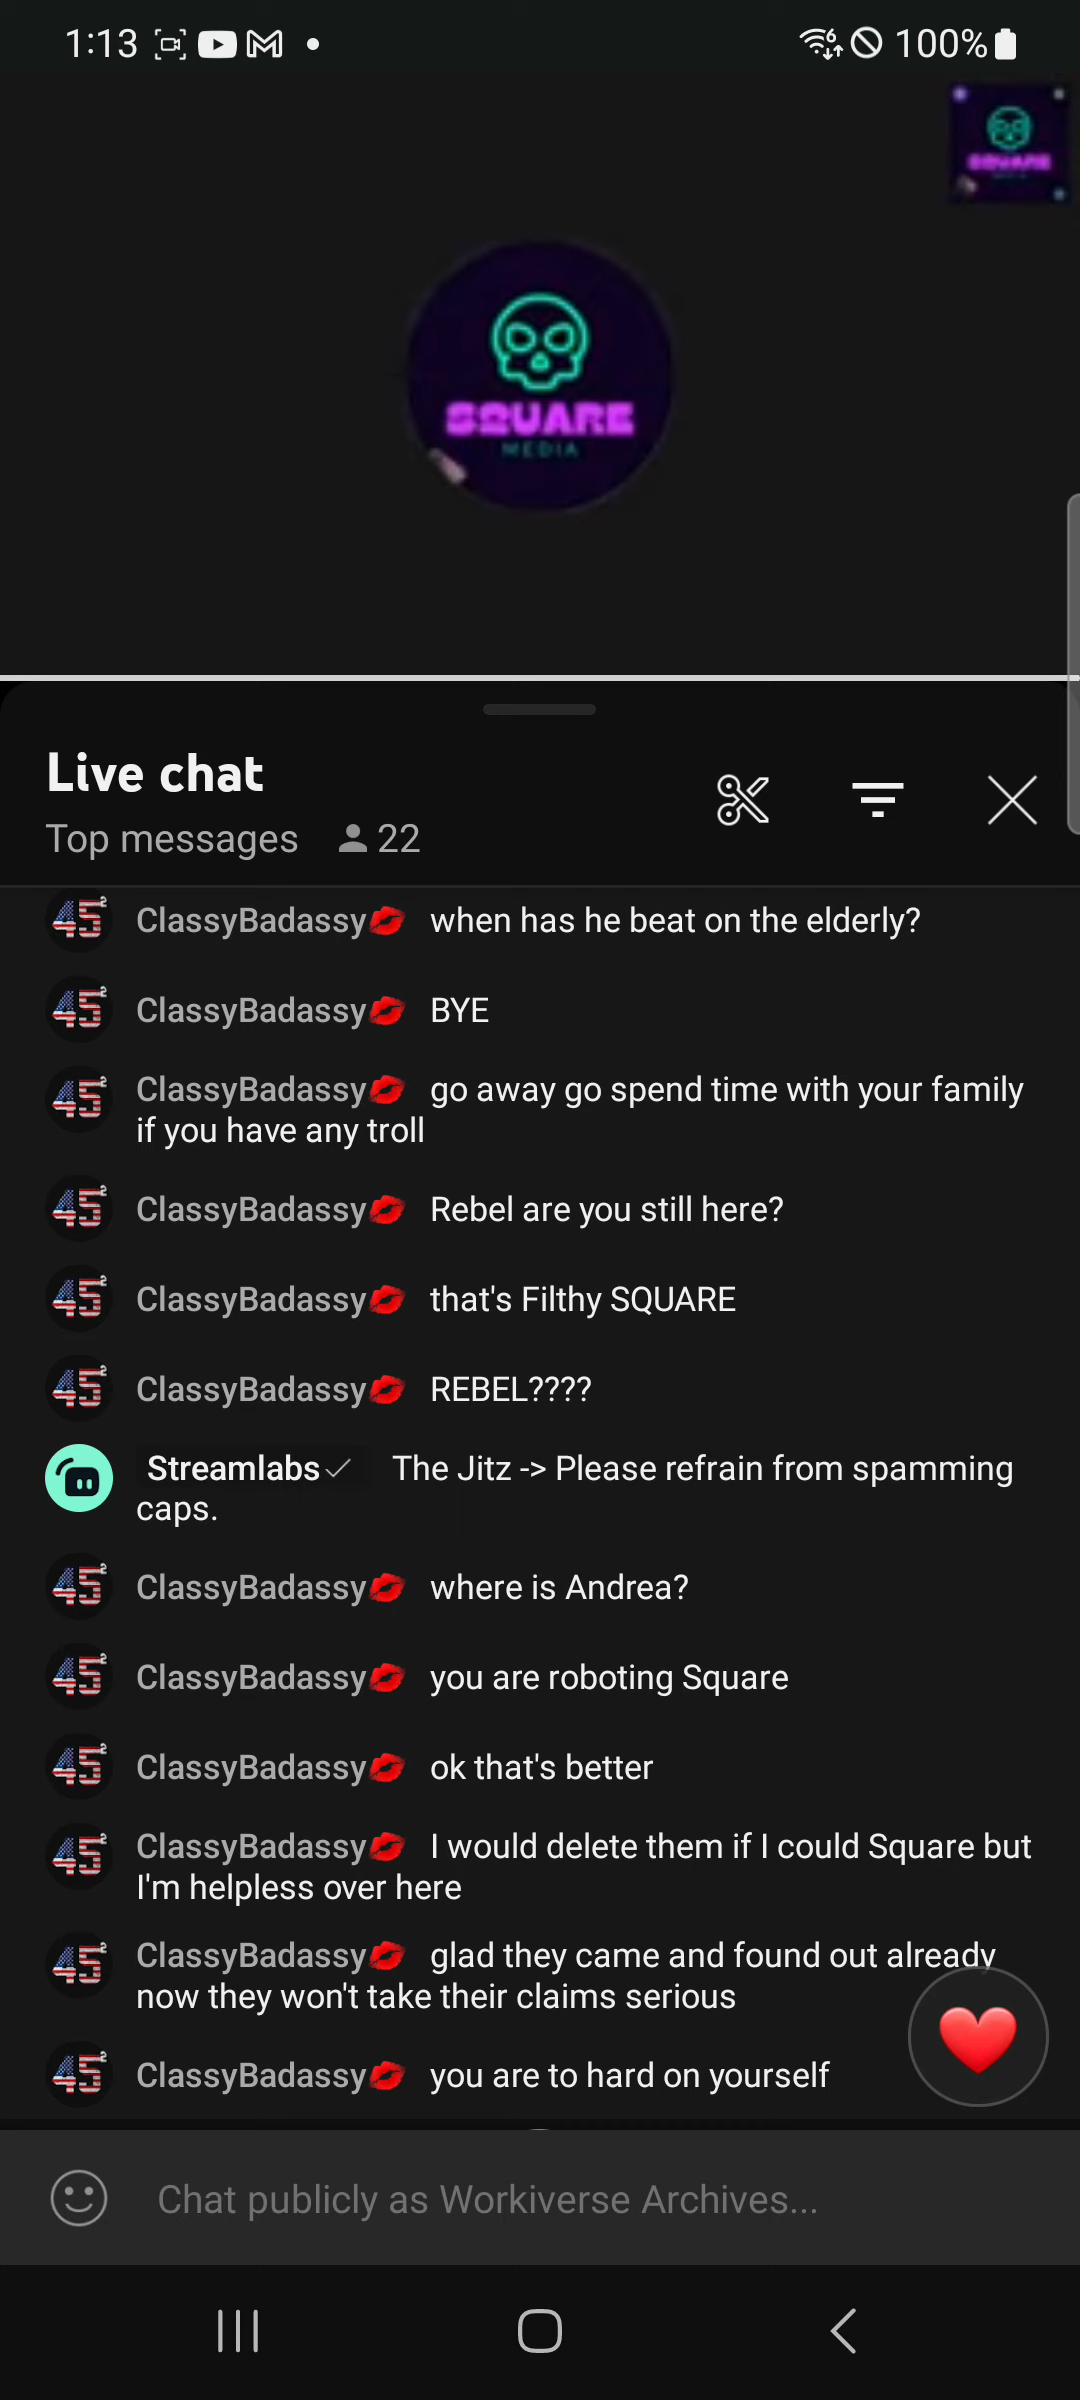 1:13
100%
SQUARE
SQUARE
MEDIA
Live chat
Top messages 22
ClassyBadassy💋 when has he beat on the elderly?
ClassyBadassy💋 BYE
ClassyBadassy💋 go away go spend time with your family
if you have any troll
ClassyBadassy💋 Rebel are you still here?
ClassyBadassy💋 that's Filthy SQUARE
ClassyBadassy💋 REBEL????
Streamlabs✓ The Jitz -> Please refrain from spamming
caps.
ClassyBadassy💋 where is Andrea?
ClassyBadassy💋 you are roboting Square
ClassyBadassy💋 ok that's better
ClassyBadassy💋 I would delete them if I could Square but
I'm helpless over here
ClassyBadassy💋 glad they came and found out already
now they won't take their claims serious
ClassyBadassy💋 you are to hard on yourself
Chat publicly as Workiverse Archives...